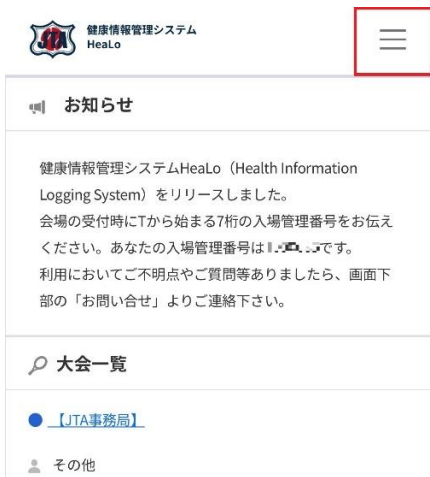 JTA
健康情報管理システム
HeaLo
お知らせ
健康情報管理システムHeaLo（Health Information
Logging System）をリリースしました。
会場の受付時にTから始まる7桁の入場管理番号をお伝え
ください。あなたの入場管理番号は です。
利用においてご不明点やご質問等ありましたら、画面下
部の「お問い合せ」よりご連絡下さい。
大会一覧
【JTA事務局】
その他